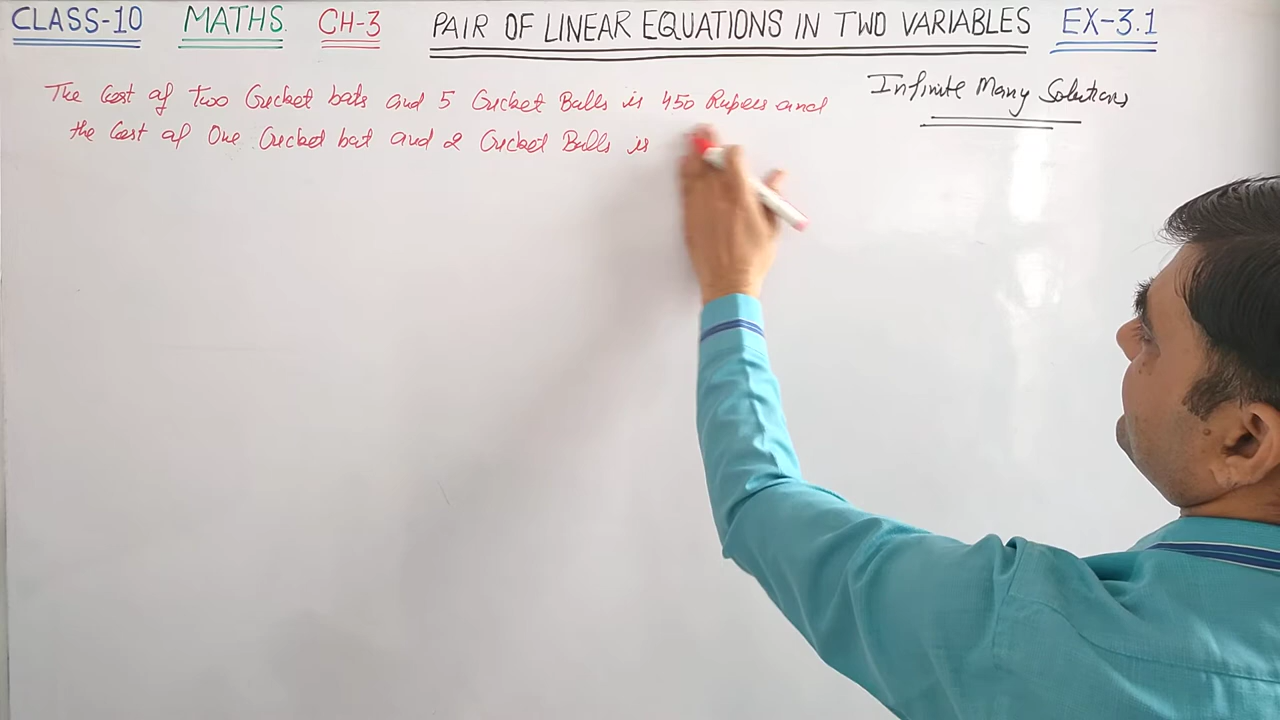 CLASS-10 MATHS CH-3 PAIR OF LINEAR EQUATIONS IN TWO VARIABLES EX-3.1
The Cost of Two Cricket bats and 5 Cricket Balls is 450 Rupees and
the Cost of One Cricket bat and 2 Cricket Balls is
Infinite Many Solutions